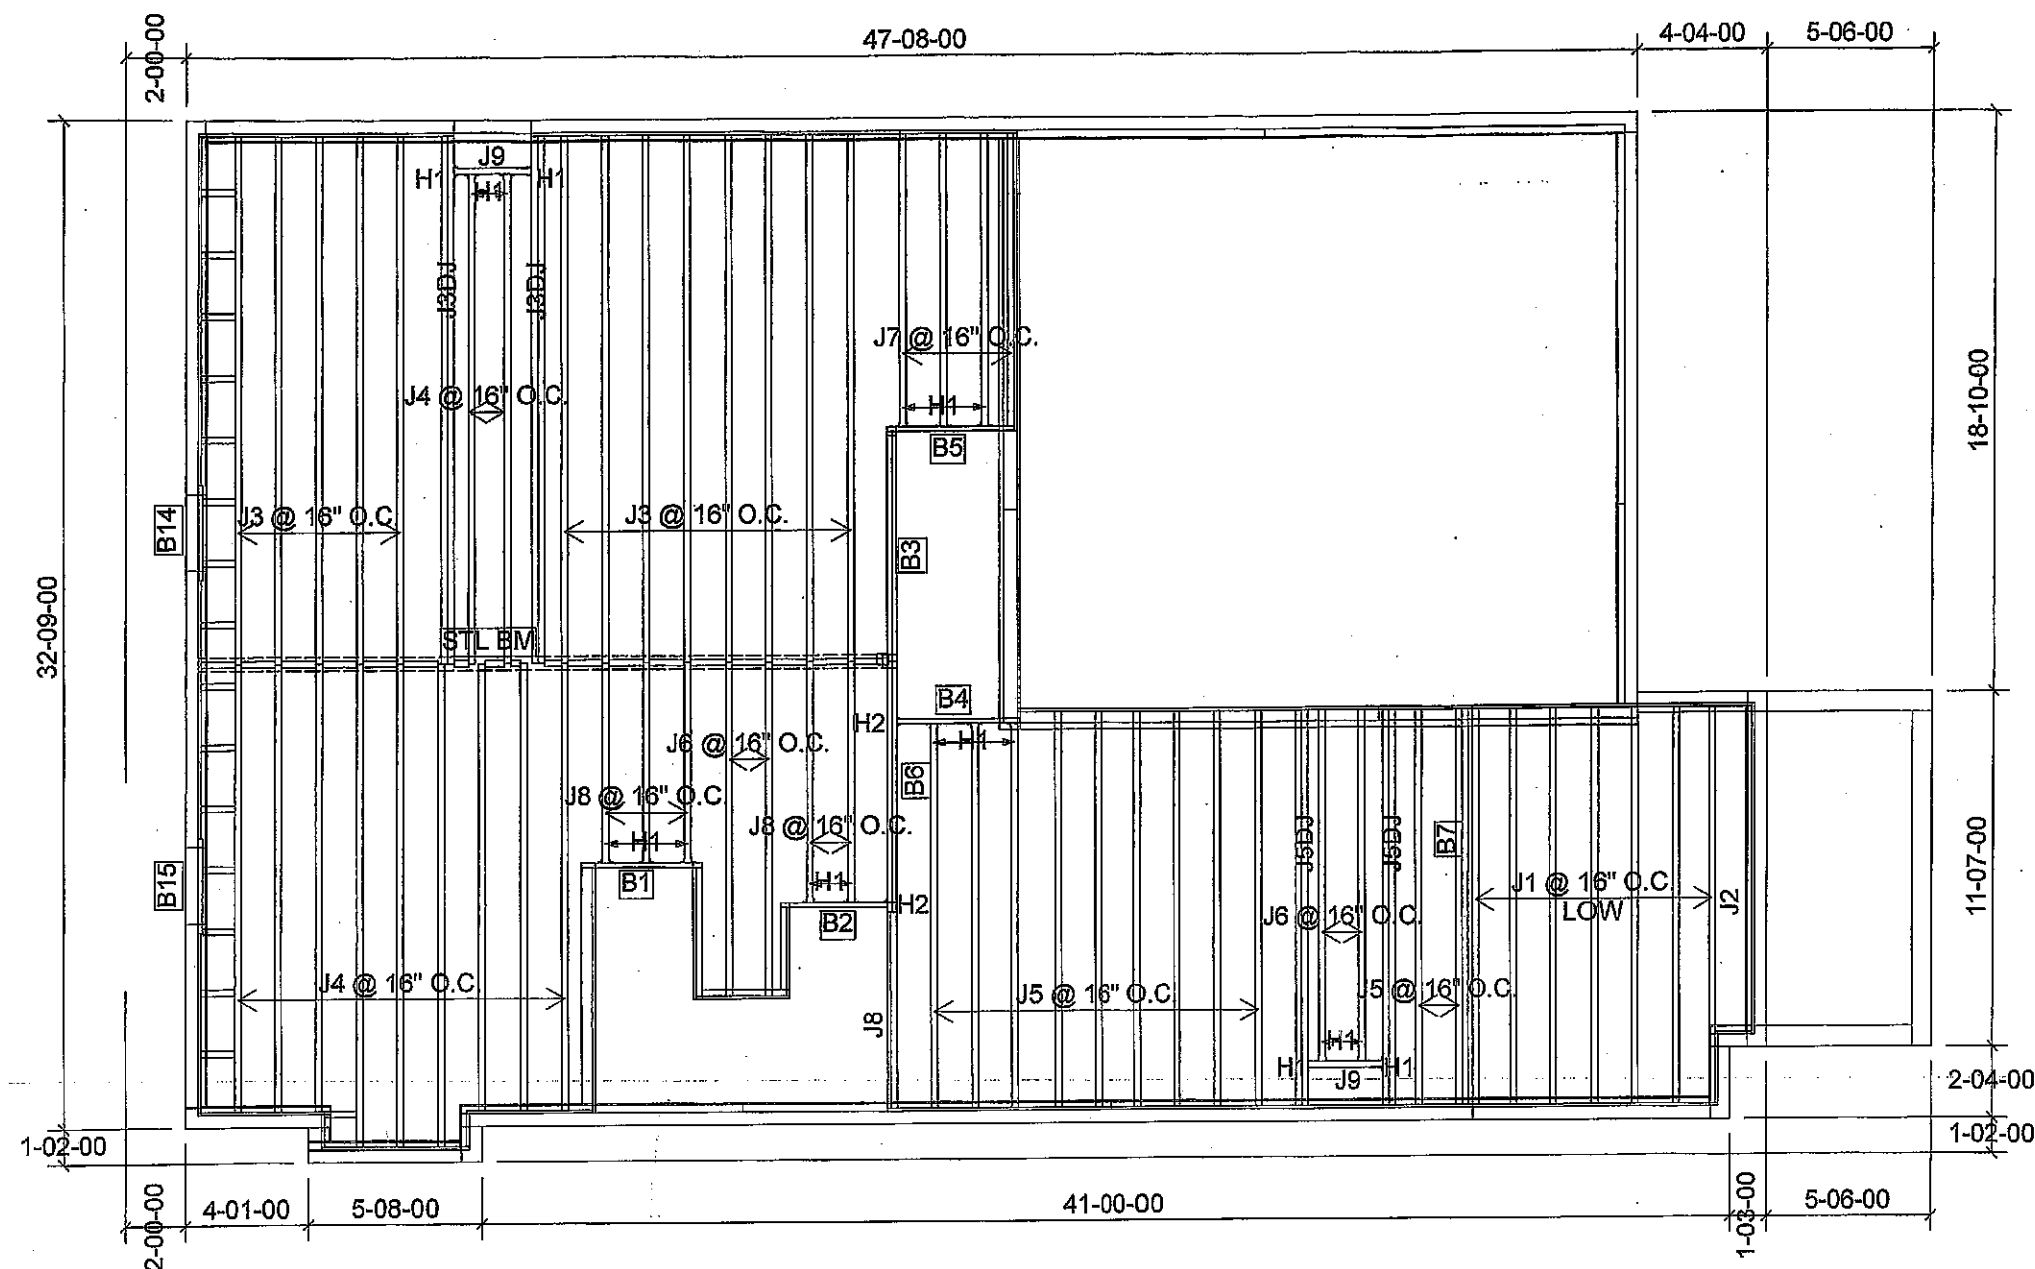 47-08-00
4-04-00
5-06-00
2-00-00
J9
H1
H1
H1
J3DJ
J3DJ
J7 @ 16" O.C.
J4 @ 16" O.C.
H1
18-10-00
B5
B14
J3 @ 16" O.C.
J3 @ 16" O.C.
B3
32-09-00
STL BM
B4
H2
H1
J6 @ 16" O.C.
B6
J8 @ 16" O.C.
J8 @ 16" O.C.
H1
J5DJ
J5DJ
B7
B15
B1
H1
J1 @ 16" O.C.
LOW
J2
11-07-00
H2
B2
J6 @ 16" O.C.
J4 @ 16" O.C.
J5 @ 16" O.C.
J5 @ 16" O.C.
J8
H1
H1
H1
J9
2-04-00
1-02-00
1-02-00
2-00-00
4-01-00
5-08-00
41-00-00
1-03-00
5-06-00